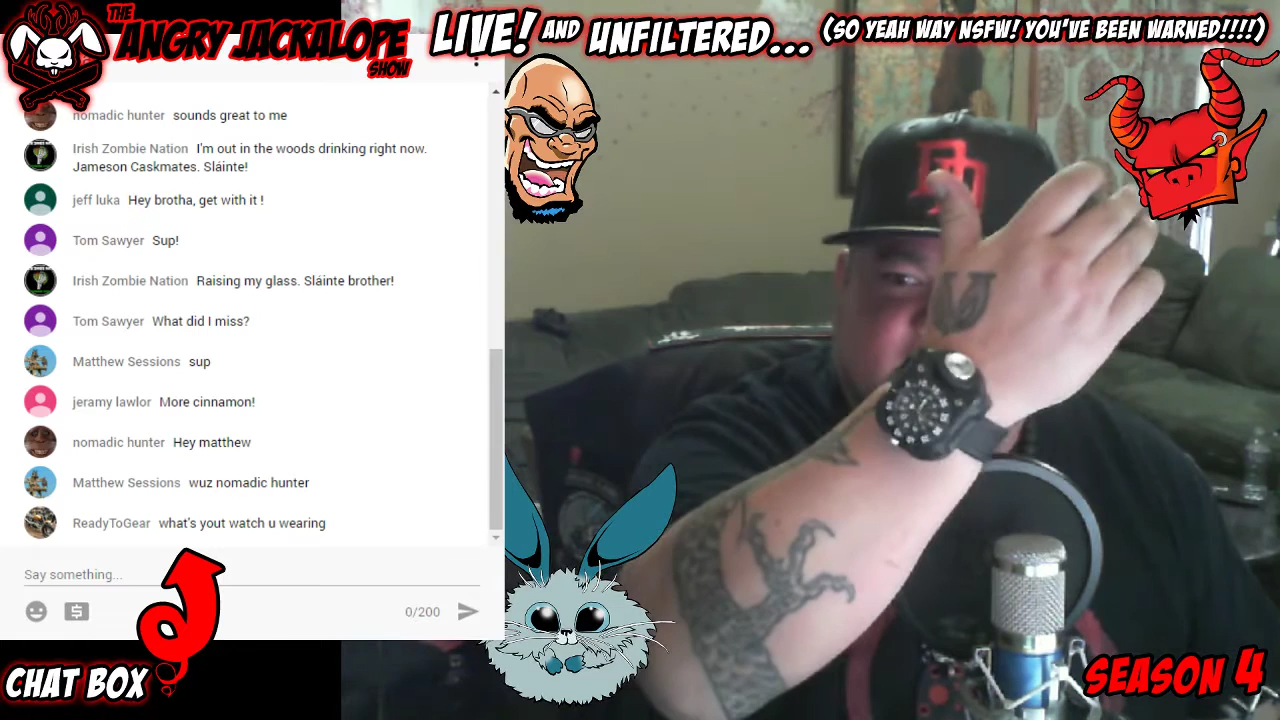 THE
ANGRY JACKALOPE
SHOW
LIVE! AND UNFILTERED...
(SO YEAH WAY NSFW! YOU'VE BEEN WARNED!!!!)
nomadic hunter sounds great to me
Irish Zombie Nation I'm out in the woods drinking right now.
Jameson Caskmates. Sláinte!
jeff luka Hey brotha, get with it !
Tom Sawyer Sup!
Irish Zombie Nation Raising my glass. Sláinte brother!
Tom Sawyer What did I miss?
Matthew Sessions sup
jeramy lawlor More cinnamon!
nomadic hunter Hey matthew
Matthew Sessions wuz nomadic hunter
ReadyToGear what's yout watch u wearing
Say something...
0/200
CHAT BOX
SEASON 4